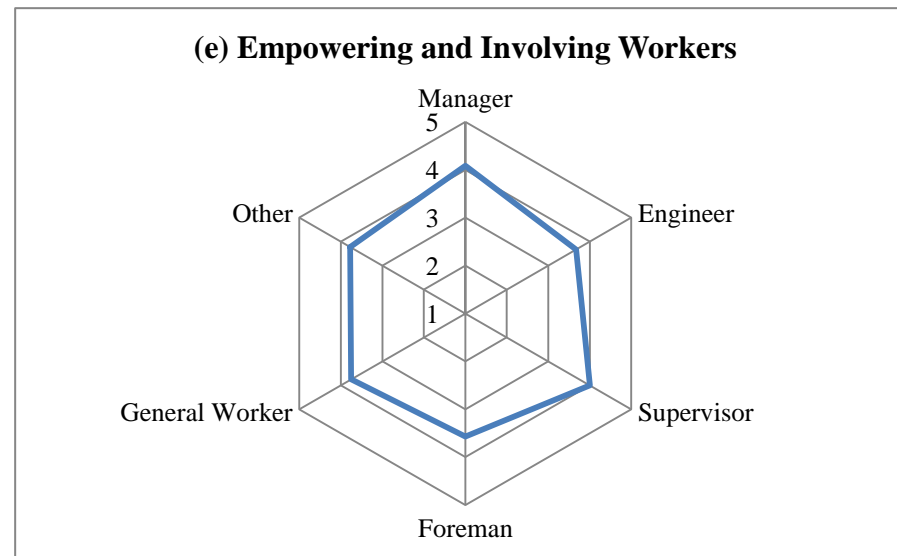 (e) Empowering and Involving Workers
Manager
5
4
Other
Engineer
3
2
1
General Worker
Supervisor
Foreman